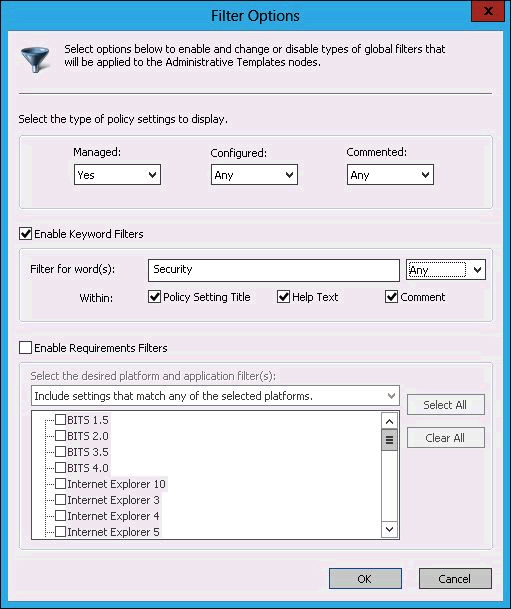 Filter Options
x
Select options below to enable and change or disable types of global filters that
will be applied to the Administrative Templates nodes.
Select the type of policy settings to display.
Managed: Configured: Commented:
Yes Any Any
Enable Keyword Filters
Filter for word(s): Security Any
Within: Policy Setting Title Help Text Comment
Enable Requirements Filters
Select the desired platform and application filter(s):
Include settings that match any of the selected platforms. Select All
BITS 1.5
BITS 2.0 Clear All
BITS 3.5
BITS 4.0
Internet Explorer 10
Internet Explorer 3
Internet Explorer 4
Internet Explorer 5
OK Cancel